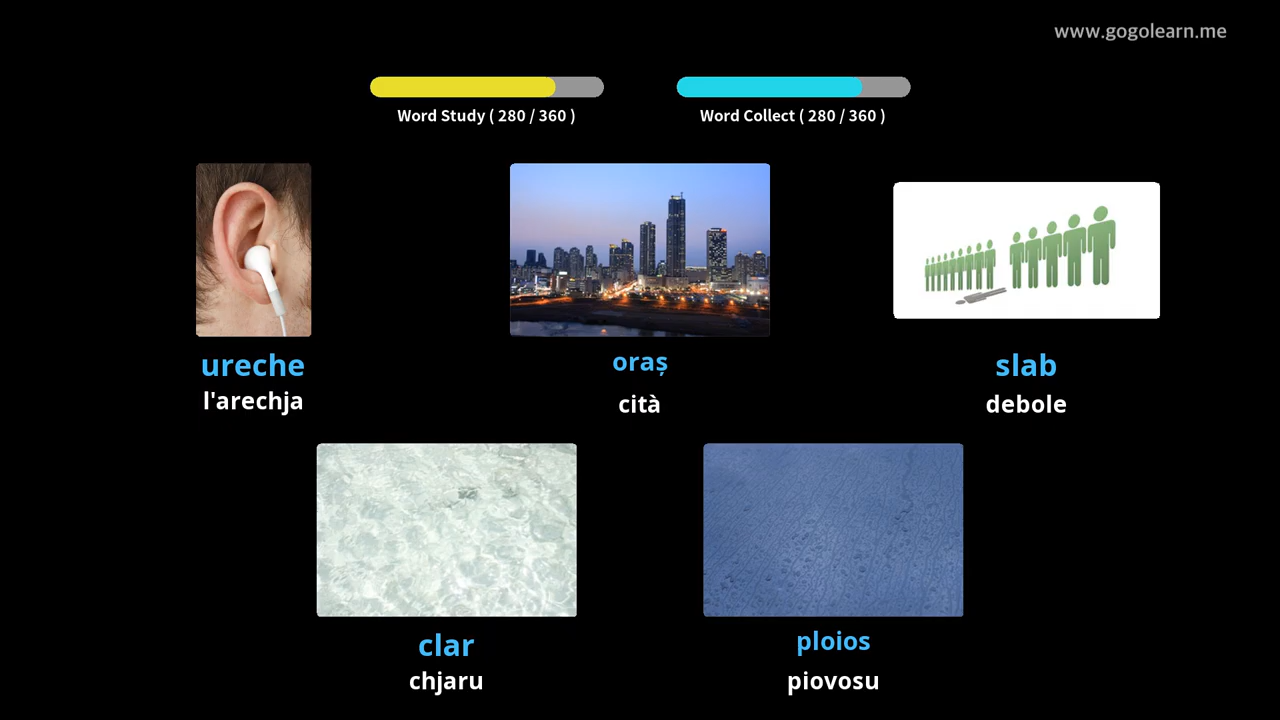 www.gogolearn.me
Word Study ( 280 / 360 )
Word Collect ( 280 / 360 )
ureche
l'arechja
oraș
cità
slab
debole
clar
chjaru
ploios
piovosu